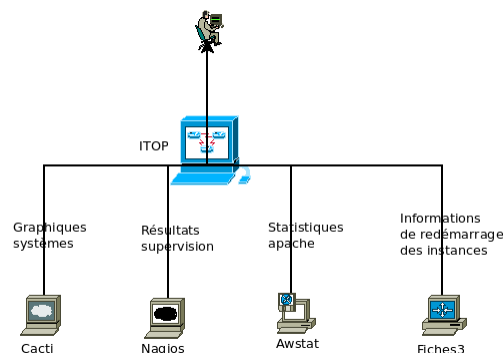 ITOP
Graphiques
systèmes
Résultats
supervision
Statistiques
apache
Informations
de redémarrage
des instances
Cacti
Nagios
Awstat
Fiches3